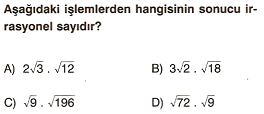 Aşağıdaki işlemlerden hangisinin sonucu ir-
rasyonel sayıdır?
A) 2√3 . √12 B) 3√2 . √18
C) √9 . √196 D) √72 . √9